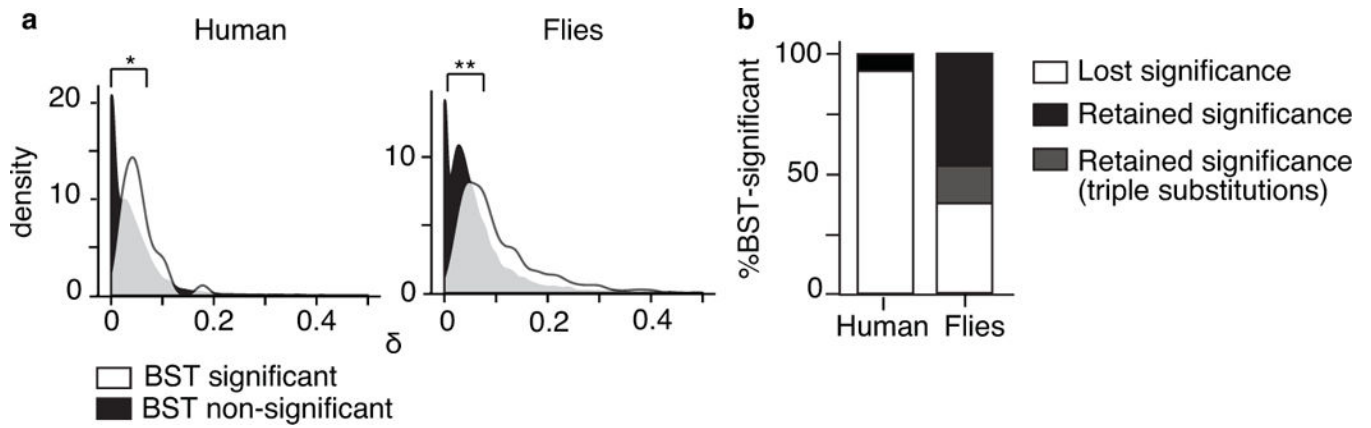 a
Human
Flies
*
**
density
20
10
0
10
0
0
0.2
0.4
0
0.2
0.4
δ
BST significant
BST non-significant
b
%BST-significant
100
50
0
Human
Flies
Lost significance
Retained significance
Retained significance
(triple substitutions)